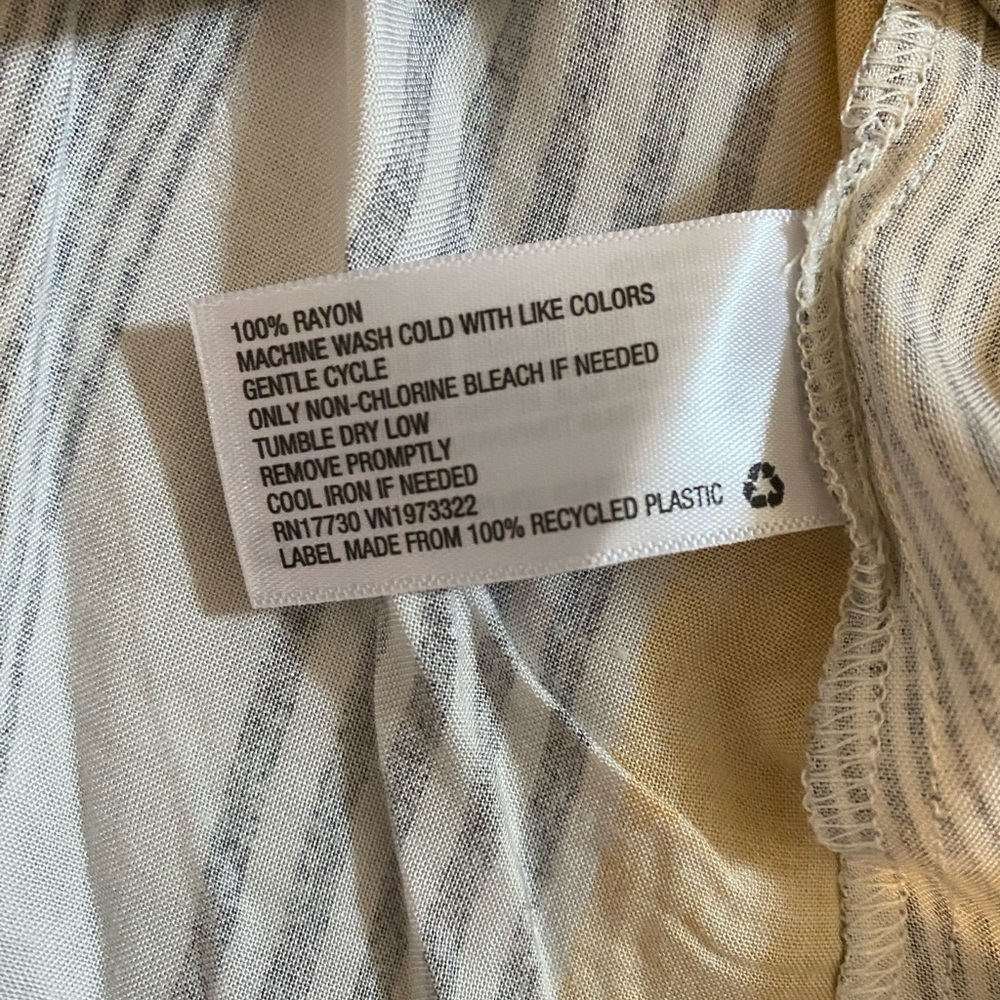 100% RAYON
MACHINE WASH COLD WITH LIKE COLORS
GENTLE CYCLE
ONLY NON-CHLORINE BLEACH IF NEEDED
TUMBLE DRY LOW
REMOVE PROMPTLY
COOL IRON IF NEEDED
RN17730 VN1973322
LABEL MADE FROM 100% RECYCLED PLASTIC